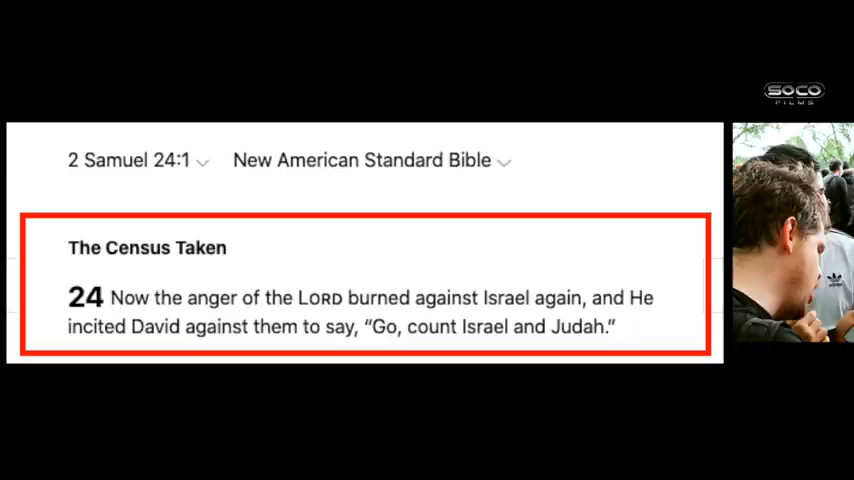 SOCO
FILMS
2 Samuel 24:1 New American Standard Bible
The Census Taken
24 Now the anger of the LORD burned against Israel again, and He
incited David against them to say, “Go, count Israel and Judah.”
adidas